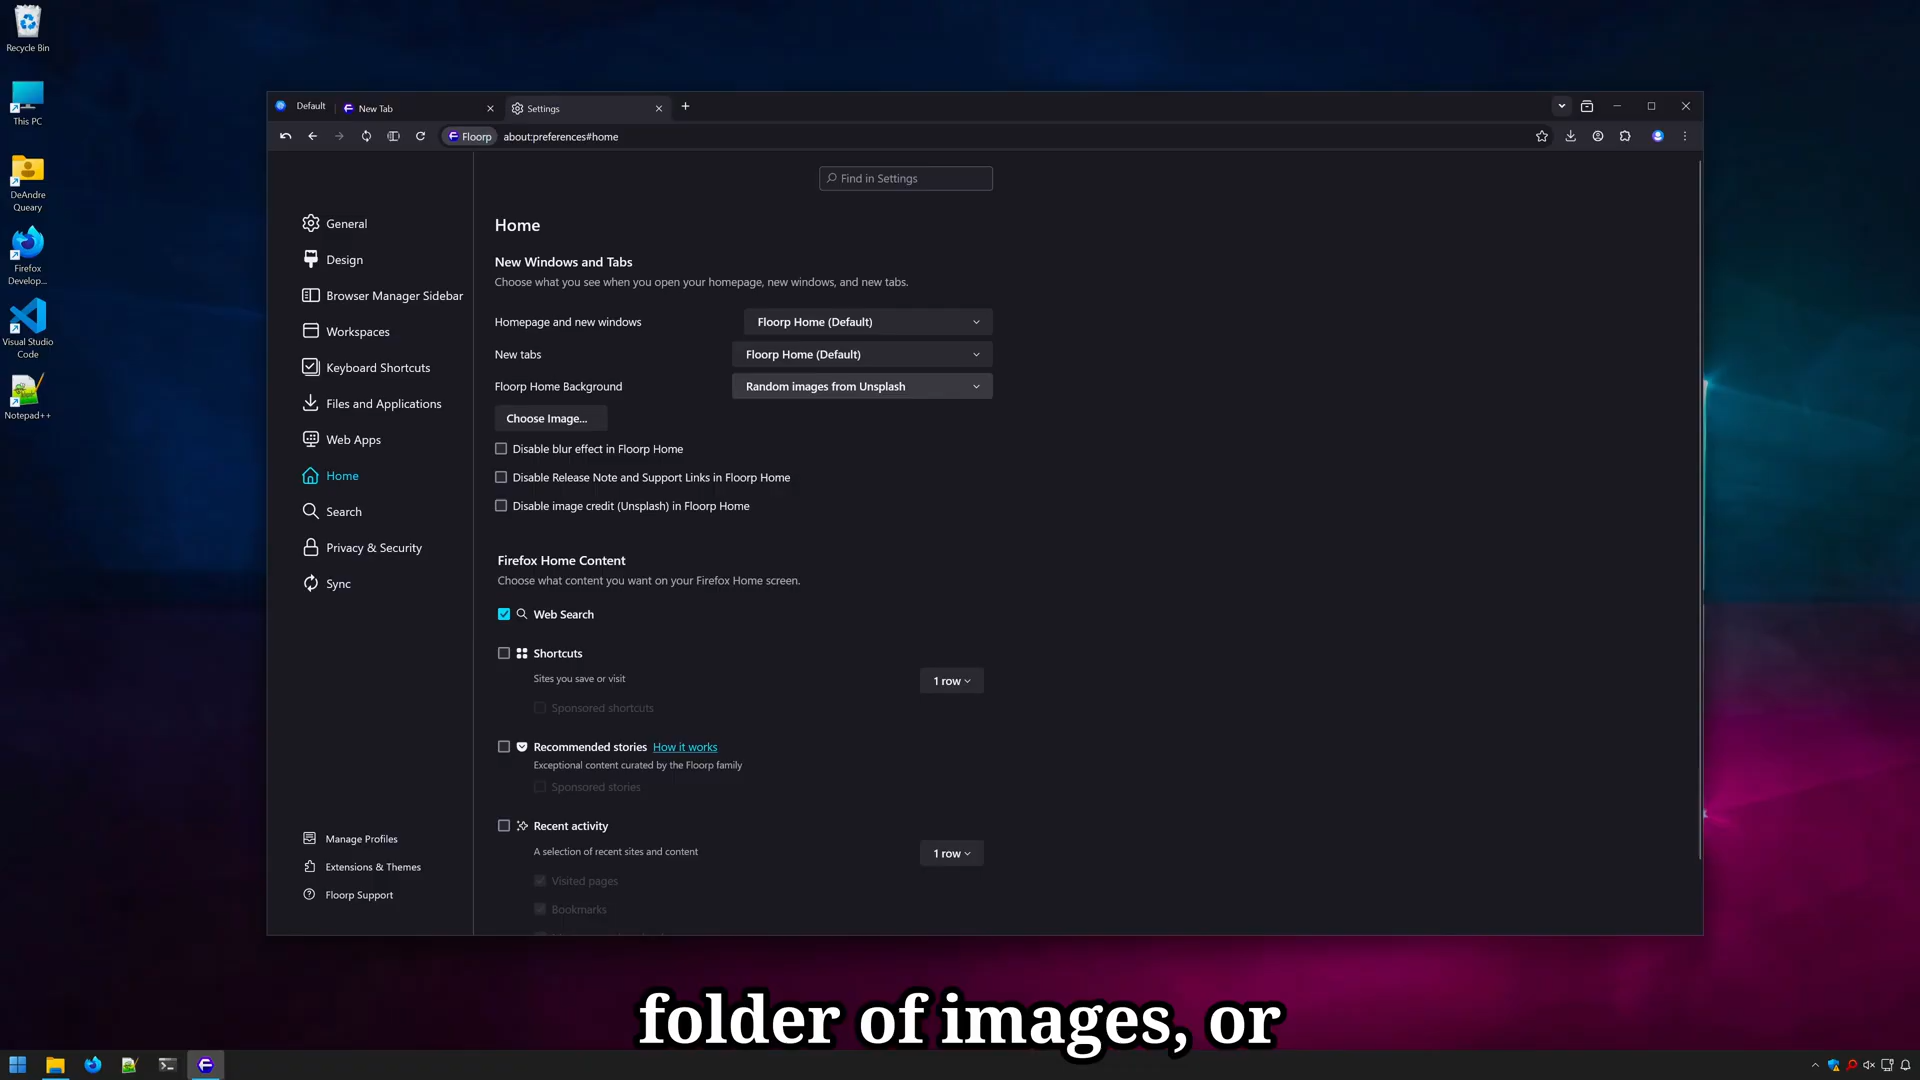 Recycle Bin
This PC
DeAndre
Queary
Firefox
Develop...
Visual Studio
Code
Notepad++
Default
New Tab
Settings
Floorp
about:preferences#home
Find in Settings
General
Design
Browser Manager Sidebar
Workspaces
Keyboard Shortcuts
Files and Applications
Web Apps
Home
Search
Privacy & Security
Sync
Manage Profiles
Extensions & Themes
Floorp Support
Home
New Windows and Tabs
Choose what you see when you open your homepage, new windows, and new tabs.
Homepage and new windows
Floorp Home (Default)
New tabs
Floorp Home (Default)
Floorp Home Background
Random images from Unsplash
Choose Image...
Disable blur effect in Floorp Home
Disable Release Note and Support Links in Floorp Home
Disable image credit (Unsplash) in Floorp Home
Firefox Home Content
Choose what content you want on your Firefox Home screen.
Web Search
Shortcuts
Sites you save or visit
1 row
Sponsored shortcuts
Recommended stories How it works
Exceptional content curated by the Floorp family
Sponsored stories
Recent activity
A selection of recent sites and content
1 row
Visited pages
Bookmarks
folder of images, or